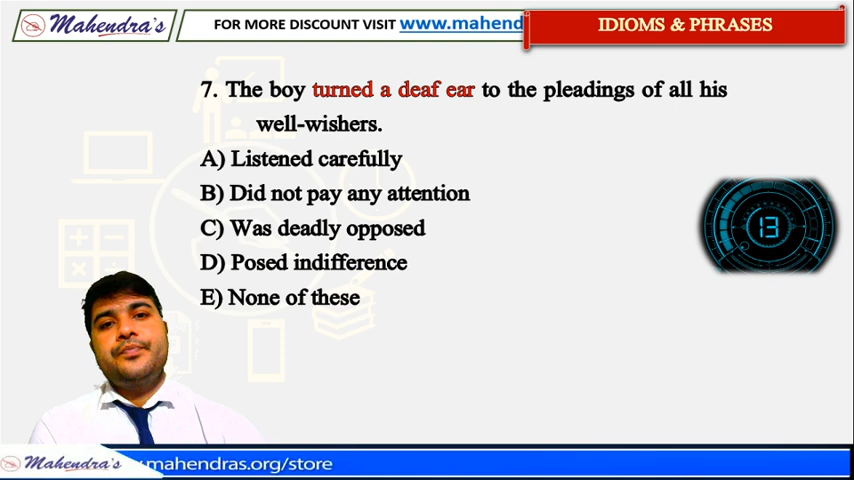 Mahendra's
FOR MORE DISCOUNT VISIT www.mahend
IDIOMS & PHRASES
7. The boy turned a deaf ear to the pleadings of all his
well-wishers.
A) Listened carefully
B) Did not pay any attention
C) Was deadly opposed
D) Posed indifference
E) None of these
13
Mahendra's
.mahendras.org/store